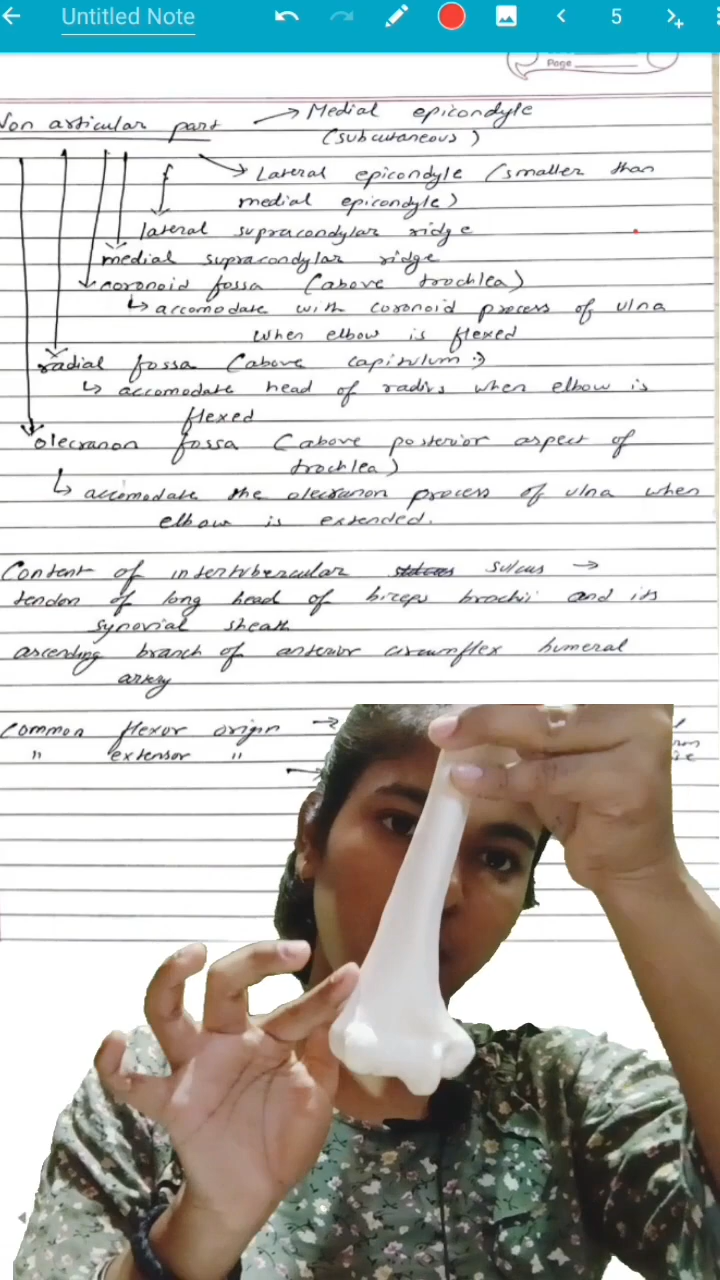 Untitled Note
5
Page
Non articular part → Medial epicondyle
(subcutaneous)
→ Lateral epicondyle (smaller than
medial epicondyle)
lateral supracondylar ridge
medial supracondylar ridge
coronoid fossa (above trochlea)
↳ accomodate with coronoid process of ulna
when elbow is flexed
radial fossa (above capitulum)
↳ accomodate head of radius when elbow is
flexed
olecranon fossa (above posterior aspect of
trochlea)
↳ accomodate the olecranon process of ulna when
elbow is extended.
Content of intertubercular sulcus →
tendon of long head of biceps brachii and its
synovial sheath
ascending branch of anterior circumflex humeral
artery
Common flexor origin →
" extensor "
→